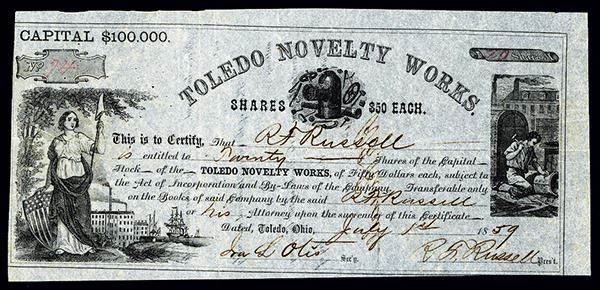 CAPITAL $100.000.
No 24
20 Shares
TOLEDO NOVELTY WORKS.
SHARES $50 EACH.
This is to Certify, That R F Russell
is entitled to Twenty Shares of the Capital
Stock of the TOLEDO NOVELTY WORKS, of Fifty Dollars each, subject to
the Act of Incorporation and By-Laws of the Company. Transferable only
on the Books of said Company by the said R F Russell
or his Attorney upon the surrender of this Certificate
Dated, Toledo, Ohio, July 1st 1859
Ira L Otis Sec'y. R. F. Russell Pres't.